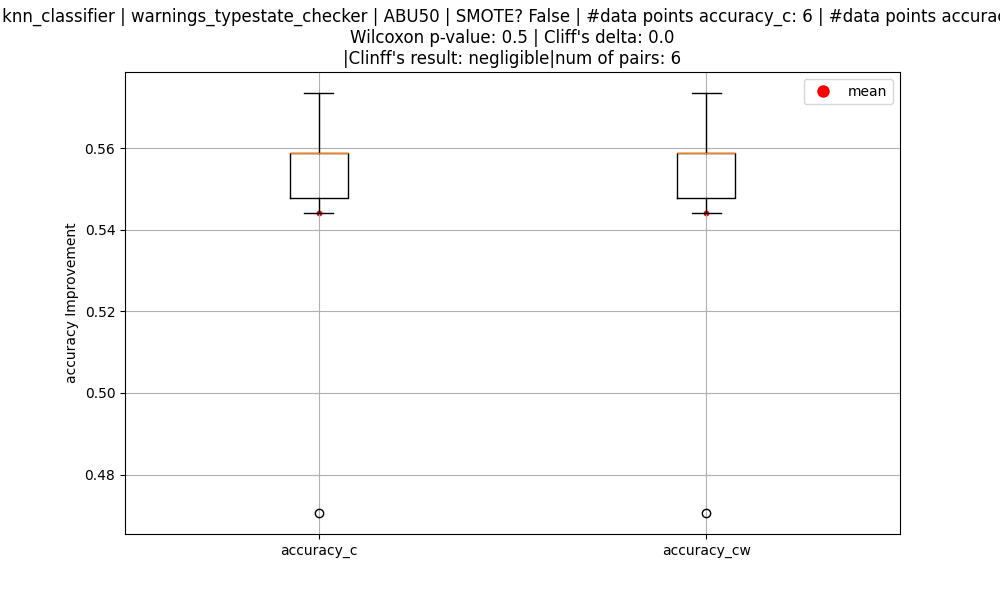 knn_classifier | warnings_typestate_checker | ABU50 | SMOTE? False | #data points accuracy_c: 6 | #data points
Wilcoxon p-value: 0.5 | Cliff's delta: 0.0
|Clinff's result: negligible|num of pairs: 6
mean
0.56
0.54
0.52
0.50
0.48
accuracy Improvement
accuracy_c
accuracy_cw